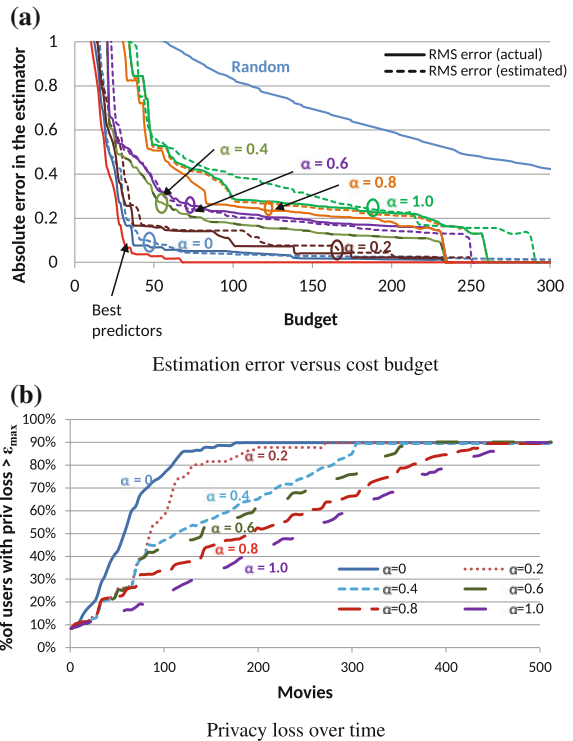 (a)
Absolute error in the estimator
1
0.8
0.6
0.4
0.2
0
Random
RMS error (actual)
RMS error (estimated)
α = 0.4
α = 0.6
α = 0.8
α = 1.0
α = 0
α = 0.2
0 50 100 150 200 250 300
Best
predictors
Budget
Estimation error versus cost budget
(b)
% of users with priv loss > εmax
100%
90%
80%
70%
60%
50%
40%
30%
20%
10%
0%
α = 0
α = 0.2
α = 0.4
α = 0.6
α = 0.8
α = 1.0
α=0 α=0.2
α=0.4 α=0.6
α=0.8 α=1.0
0 100 200 300 400 500
Movies
Privacy loss over time